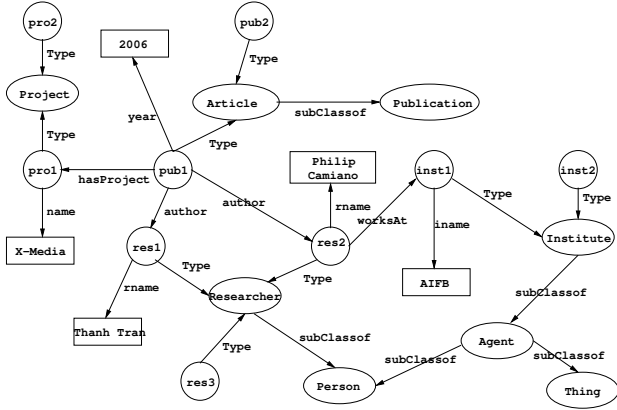 pro2
2006
pub2
Type
Type
Project
Article
Publication
subClassof
year
Type
Type
Philip
Camiano
pro1
hasProject
pub1
inst1
inst2
name
author
author
rname
worksAt
Type
Type
X-Media
res1
res2
iname
Institute
Type
Type
rname
Researcher
AIFB
subClassof
Thanh Tran
Type
subClassof
Agent
subClassof
subClassof
res3
Person
Thing